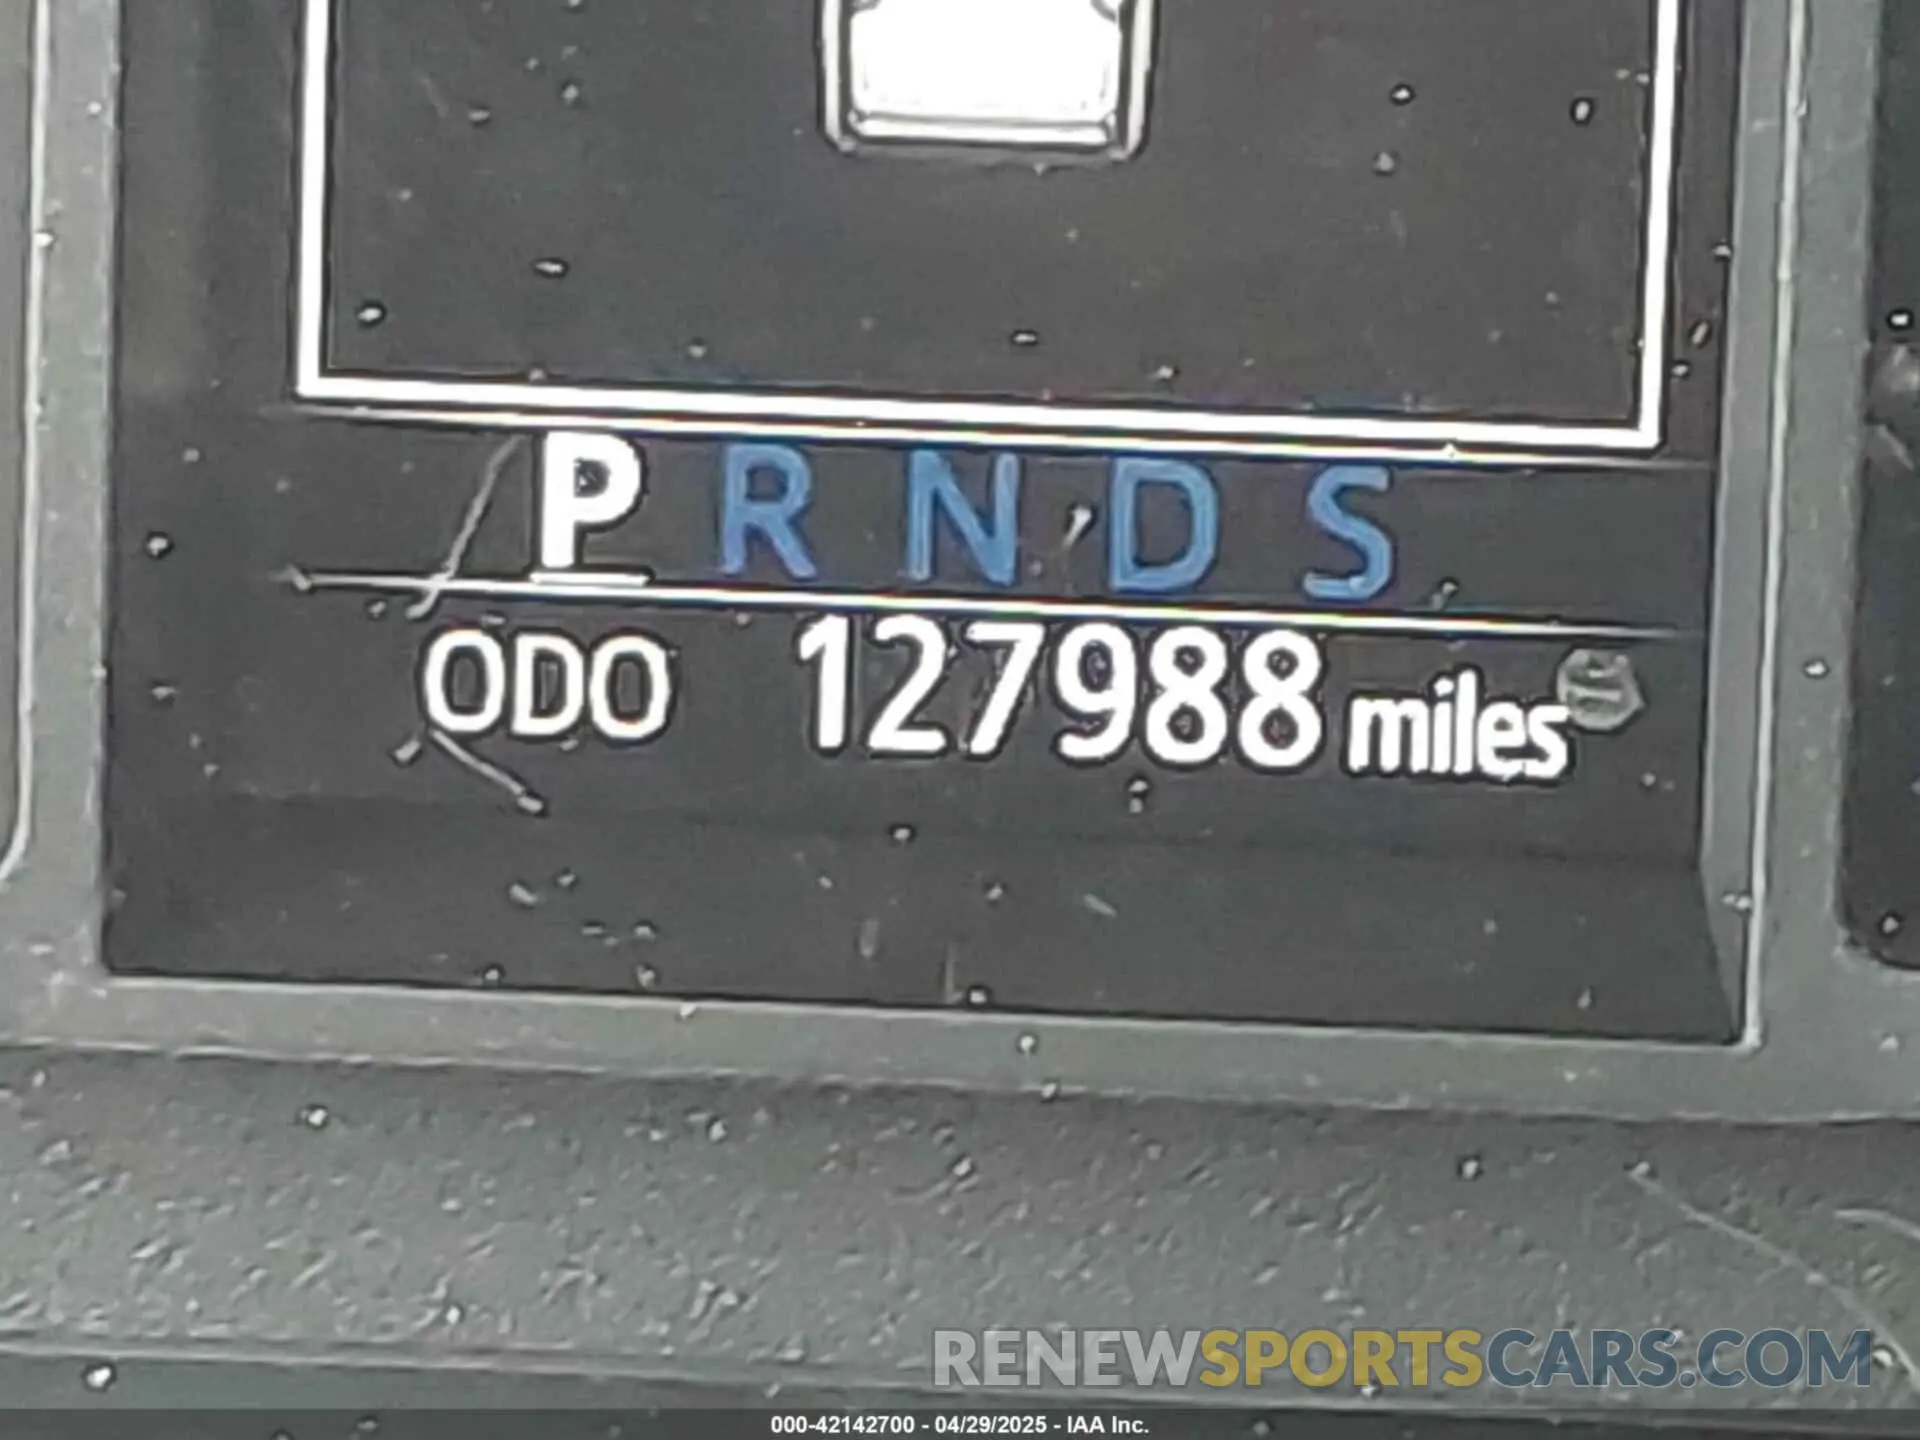 P R N D S
ODO 127988 miles
RENEWSPORTSCARS.COM
000-42142700 - 04/29/2025 - IAA Inc.